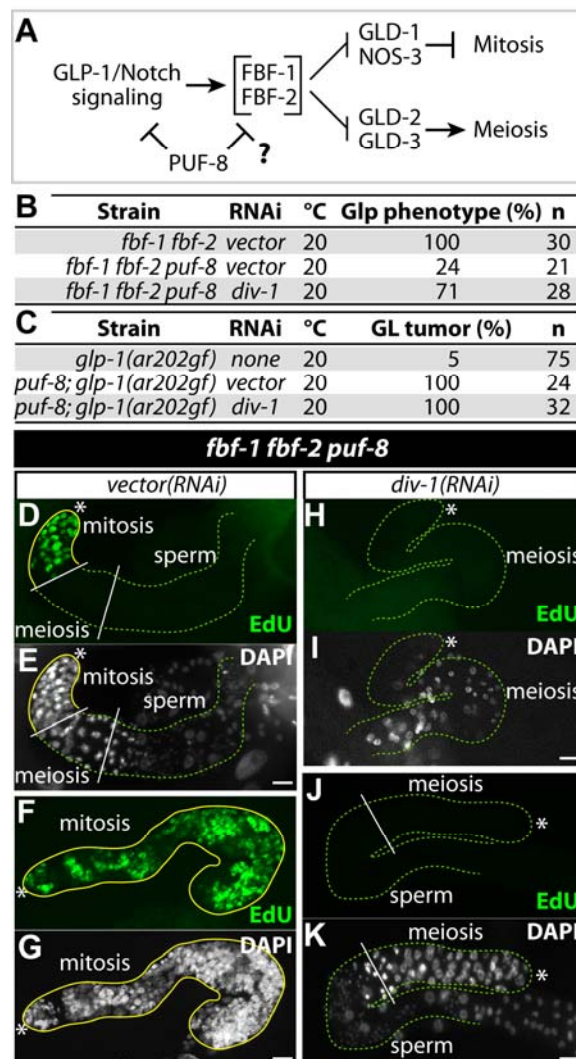 A
GLP-1/Notch signaling
FBF-1
FBF-2
GLD-1
NOS-3
Mitosis
GLD-2
GLD-3
Meiosis
PUF-8
?
B Strain RNAi °C Glp phenotype (%) n
fbf-1 fbf-2 vector 20 100 30
fbf-1 fbf-2 puf-8 vector 20 24 21
fbf-1 fbf-2 puf-8 div-1 20 71 28
C Strain RNAi °C GL tumor (%) n
glp-1(ar202gf) none 20 5 75
puf-8; glp-1(ar202gf) vector 20 100 24
puf-8; glp-1(ar202gf) div-1 20 100 32
fbf-1 fbf-2 puf-8
vector(RNAi) div-1(RNAi)
D * mitosis
sperm
meiosis EdU
E * DAPI
mitosis
sperm
meiosis
F mitosis
* EdU
G DAPI
mitosis
*
H *
meiosis
EdU
I DAPI
*
meiosis
J meiosis
*
sperm EdU
K meiosis DAPI
*
sperm